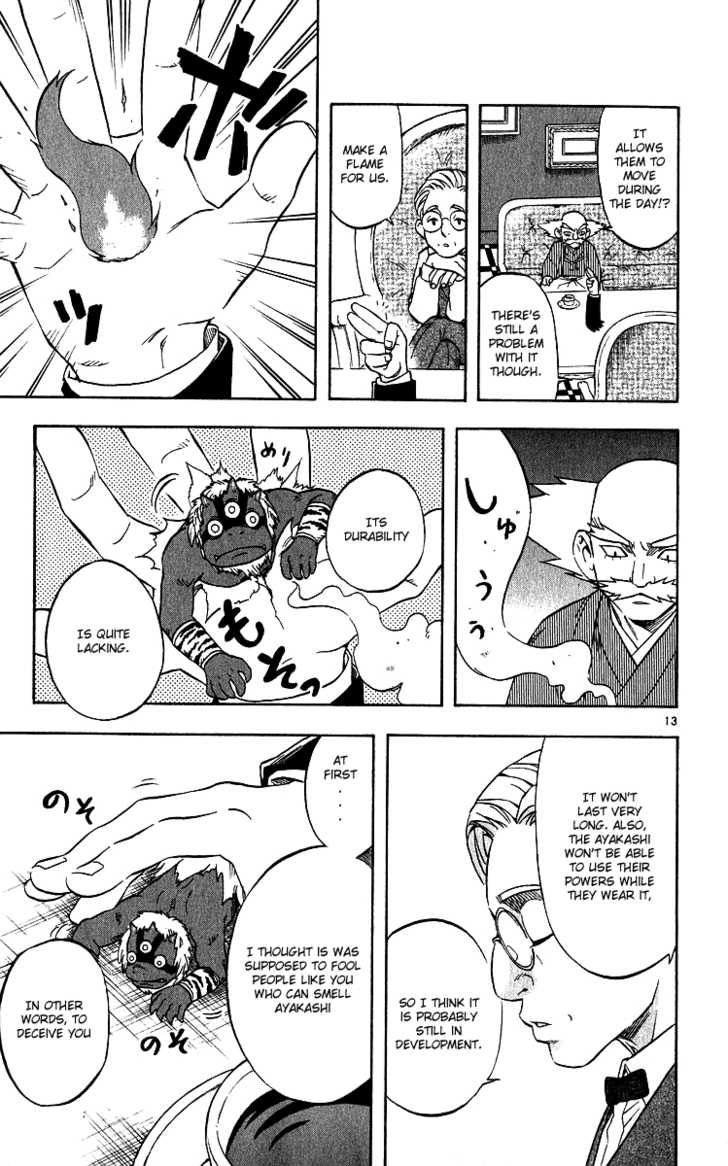 IT
ALLOWS
THEM TO
MOVE
DURING
THE DAY!?
THERE'S
STILL A
PROBLEM
WITH IT
THOUGH.
MAKE A
FLAME
FOR US.
ボ
しゅうぅ
ITS
DURABILITY
めり
もれっ
IS QUITE
LACKING.
13
IT WON'T
LAST VERY
LONG. ALSO,
THE AYAKASHI
WON'T BE ABLE
TO USE THEIR
POWERS WHILE
THEY WEAR IT,
SO I THINK IT
IS PROBABLY
STILL IN
DEVELOPMENT.
AT
FIRST
...
I THOUGHT IS WAS
SUPPOSED TO FOOL
PEOPLE LIKE YOU
WHO CAN SMELL
AYAKASHI
のそ
IN OTHER
WORDS, TO
DECEIVE YOU
のそ